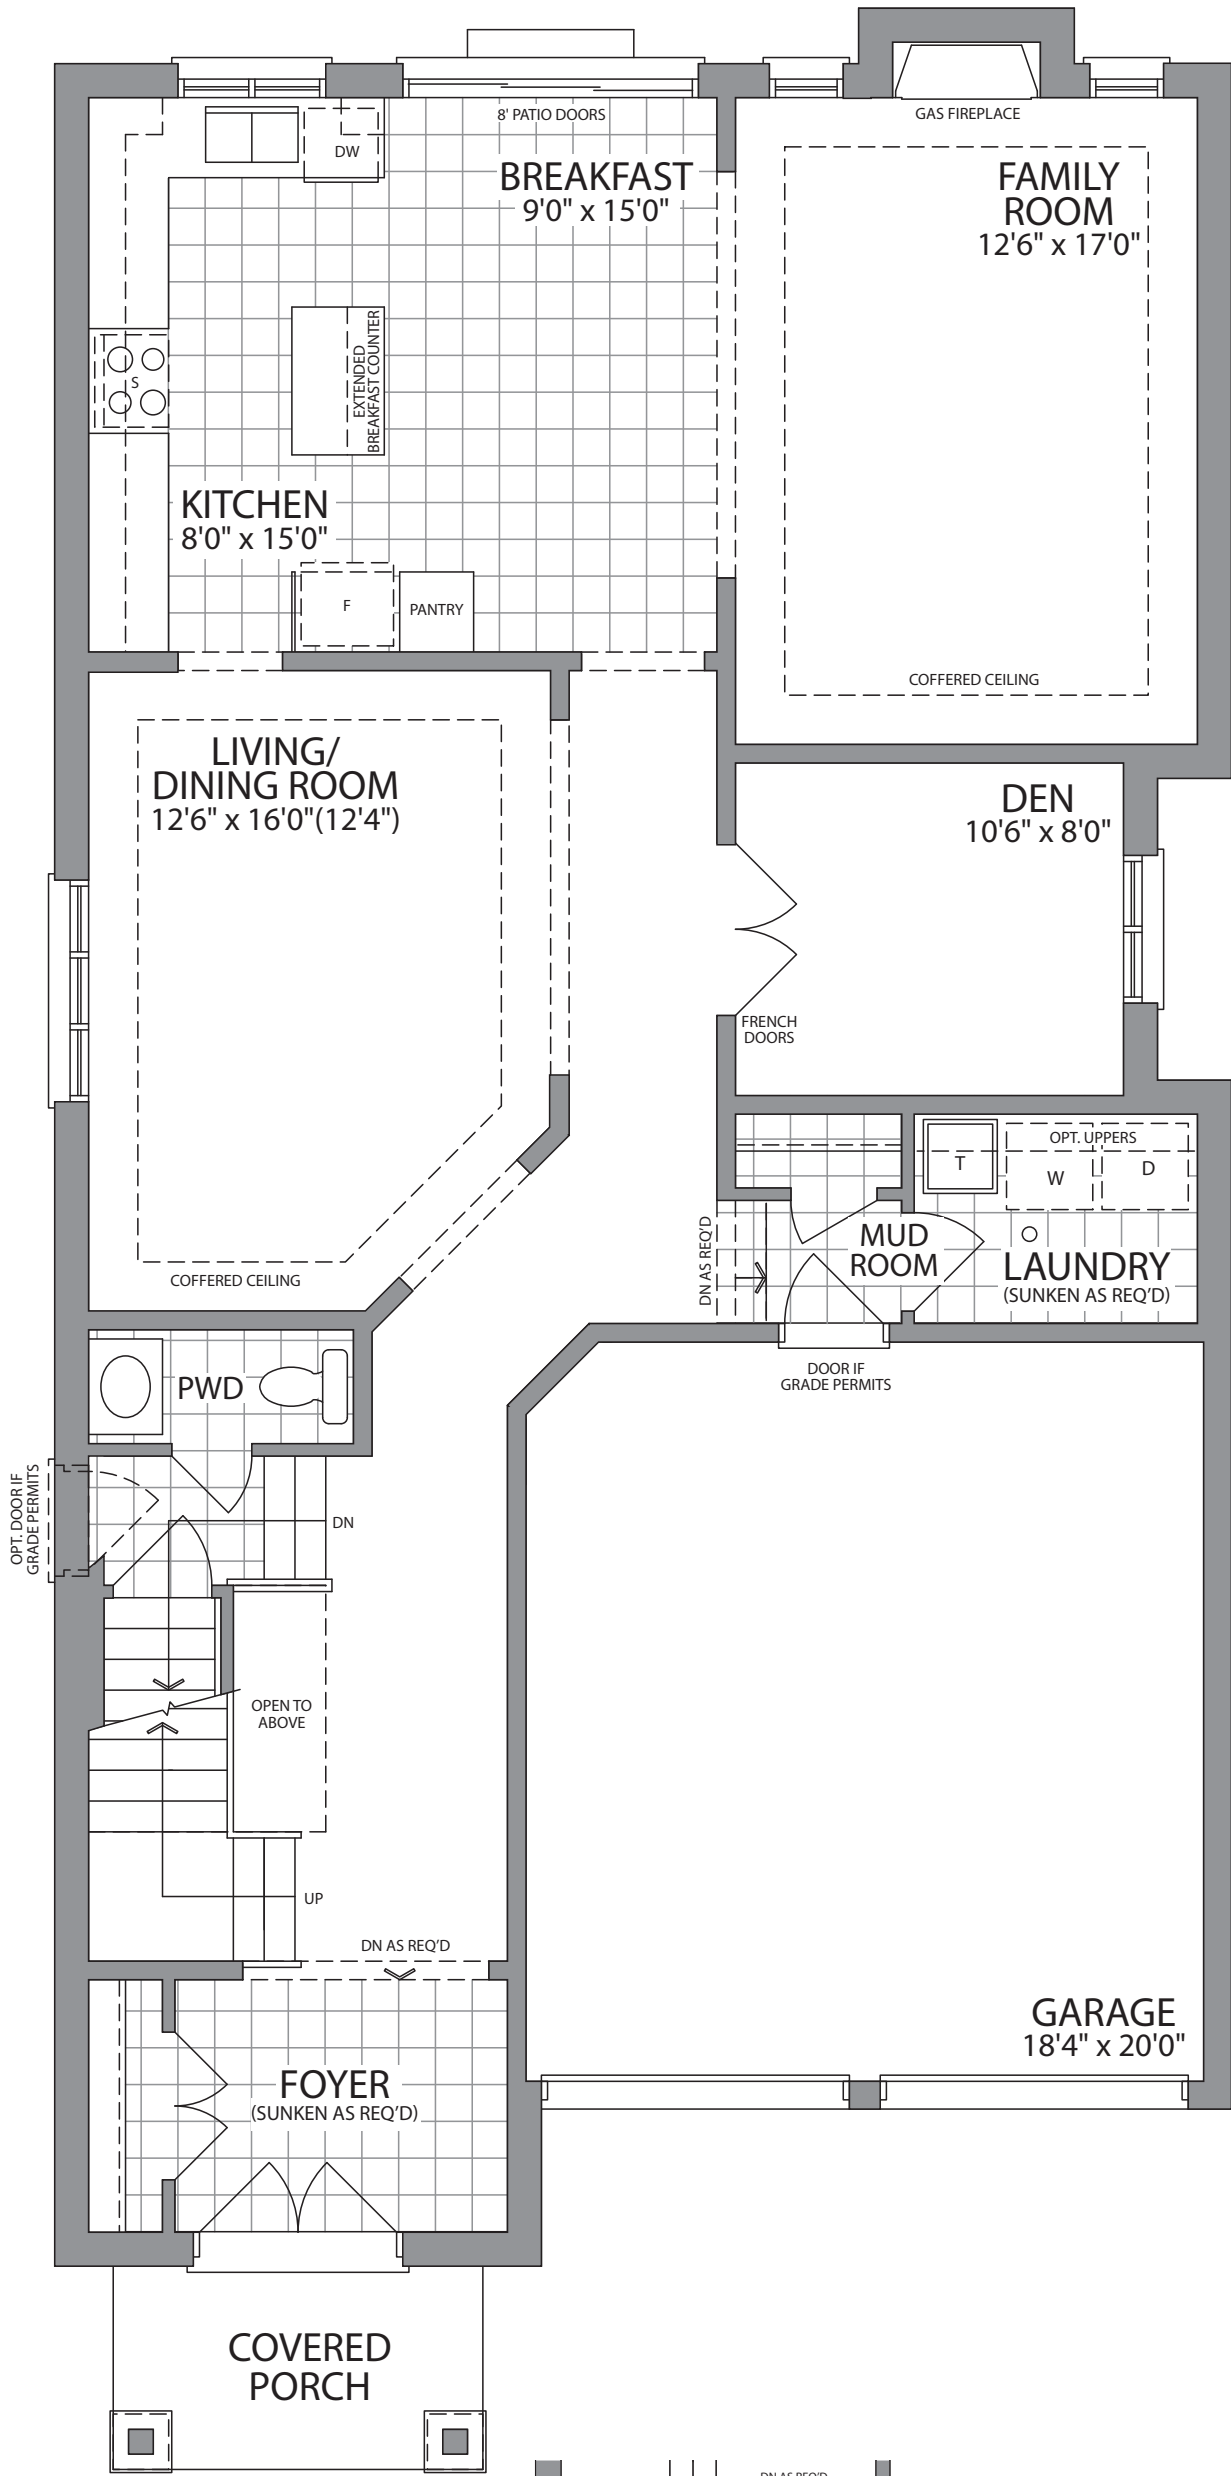 8' PATIO DOORS
GAS FIREPLACE
DW
BREAKFAST
9'0" x 15'0"
FAMILY
ROOM
12'6" x 17'0"
EXTENDED
BREAKFAST COUNTER
S
KITCHEN
8'0" x 15'0"
F
PANTRY
COFFERED CEILING
LIVING/
DINING ROOM
12'6" x 16'0"(12'4")
DEN
10'6" x 8'0"
FRENCH
DOORS
OPT. UPPERS
T
W
D
DN AS REQ'D
MUD
ROOM
LAUNDRY
(SUNKEN AS REQ'D)
COFFERED CEILING
DOOR IF
GRADE PERMITS
PWD
OPT. DOOR IF
GRADE PERMITS
DN
OPEN TO
ABOVE
UP
DN AS REQ'D
GARAGE
18'4" x 20'0"
FOYER
(SUNKEN AS REQ'D)
COVERED
PORCH
DN AS REQ'D